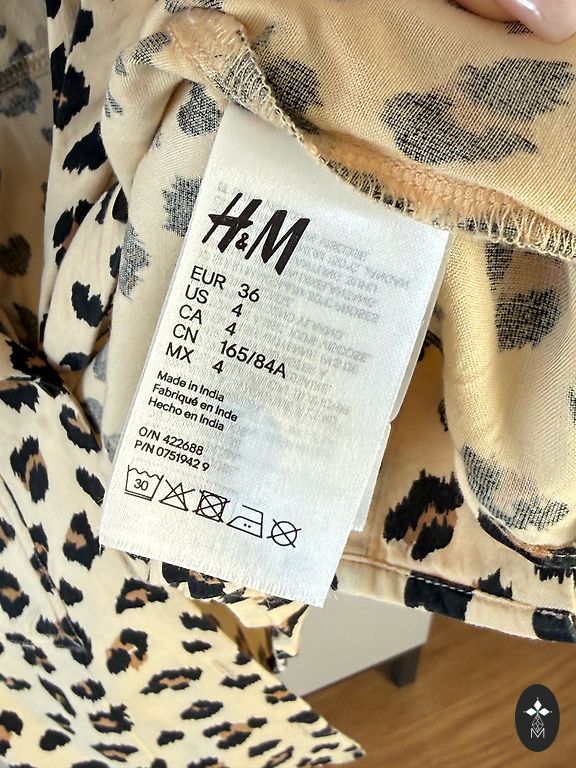 H&M
EUR 36
US 4
CA 4
CN 165/84A
MX 4
Made in India
Fabriqué en Inde
Hecho en India
O/N 422688
P/N 0751942 9
30
M